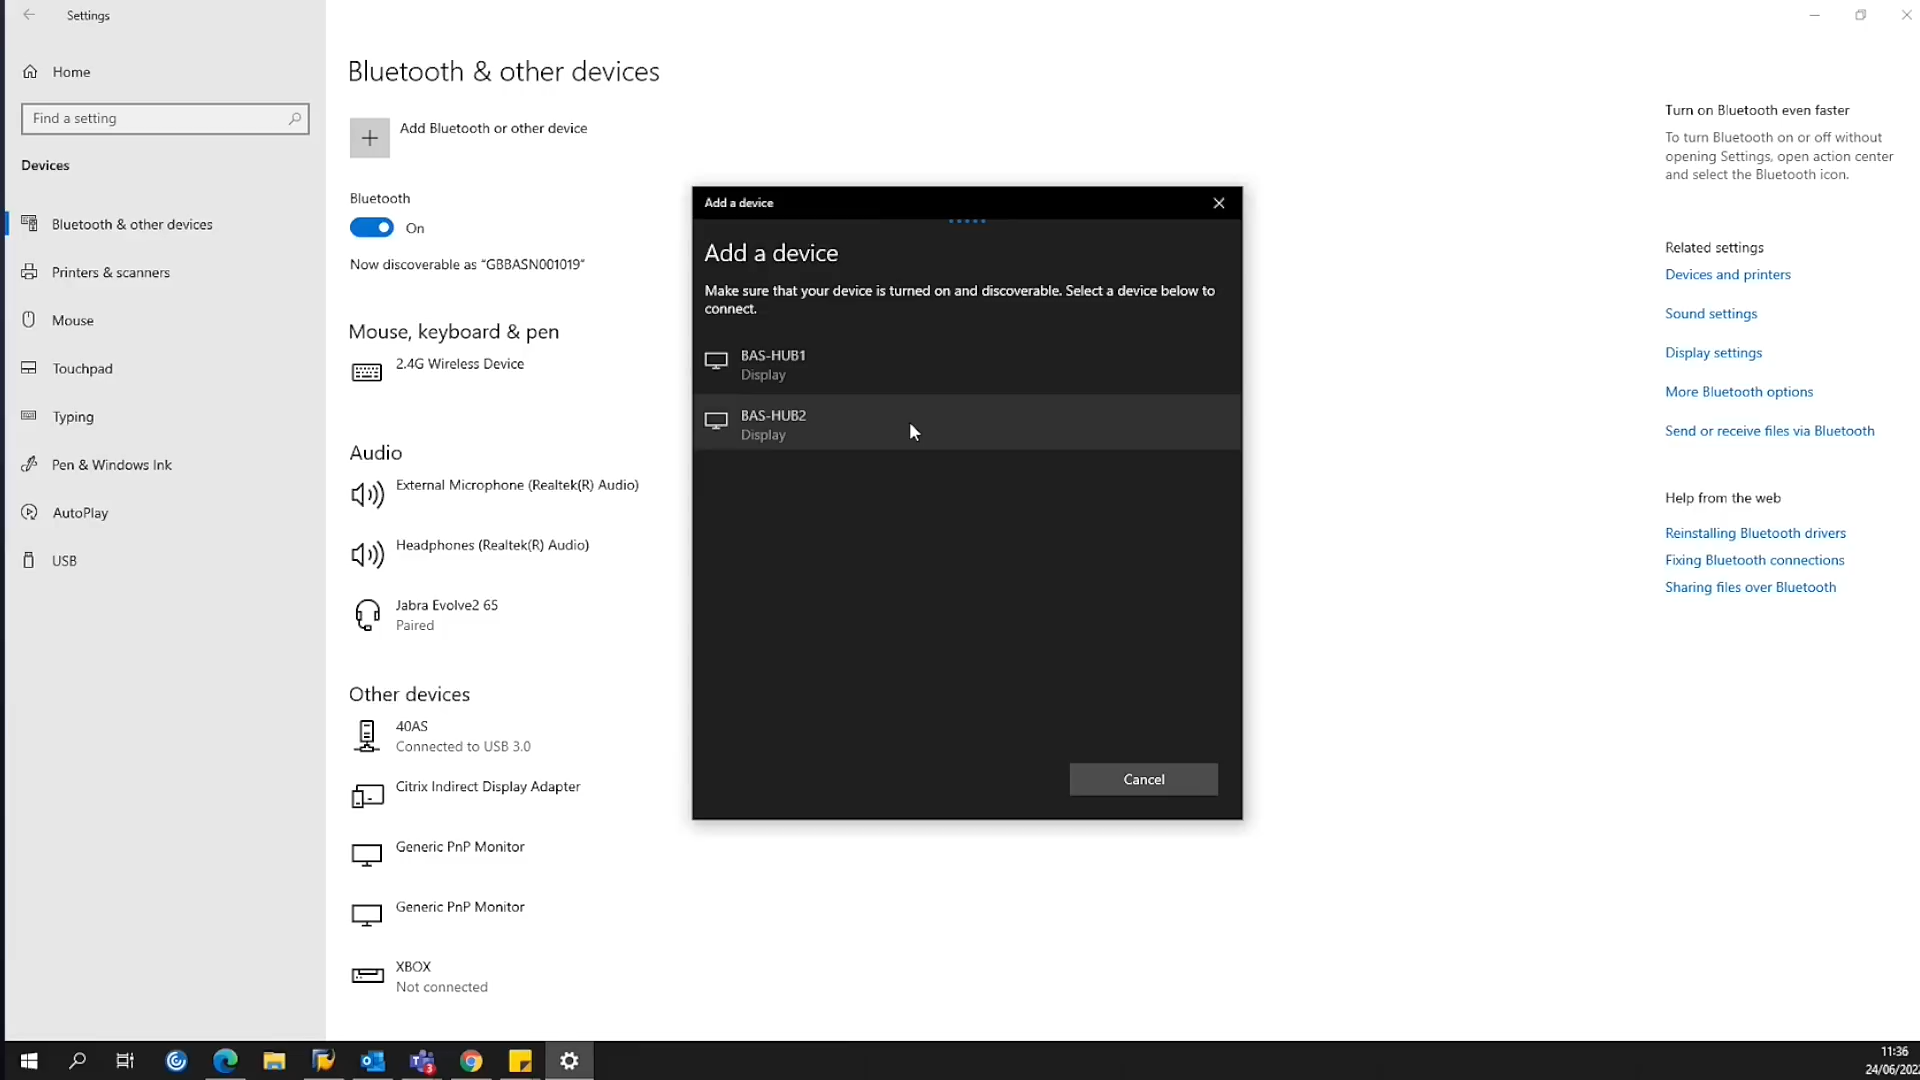 Settings
Home
Find a setting
Devices
Bluetooth & other devices
Printers & scanners
Mouse
Touchpad
Typing
Pen & Windows Ink
AutoPlay
USB
Bluetooth & other devices
Add Bluetooth or other device
Bluetooth
On
Now discoverable as “GBBASN001019”
Mouse, keyboard & pen
2.4G Wireless Device
Audio
External Microphone (Realtek(R) Audio)
Headphones (Realtek(R) Audio)
Jabra Evolve2 65
Paired
Other devices
40AS
Connected to USB 3.0
Citrix Indirect Display Adapter
Generic PnP Monitor
Generic PnP Monitor
XBOX
Not connected
Add a device
Add a device
Make sure that your device is turned on and discoverable. Select a device below to
connect.
BAS-HUB1
Display
BAS-HUB2
Display
Cancel
Turn on Bluetooth even faster
To turn Bluetooth on or off without
opening Settings, open action center
and select the Bluetooth icon.
Related settings
Devices and printers
Sound settings
Display settings
More Bluetooth options
Send or receive files via Bluetooth
Help from the web
Reinstalling Bluetooth drivers
Fixing Bluetooth connections
Sharing files over Bluetooth
3
11:36
24/06/202